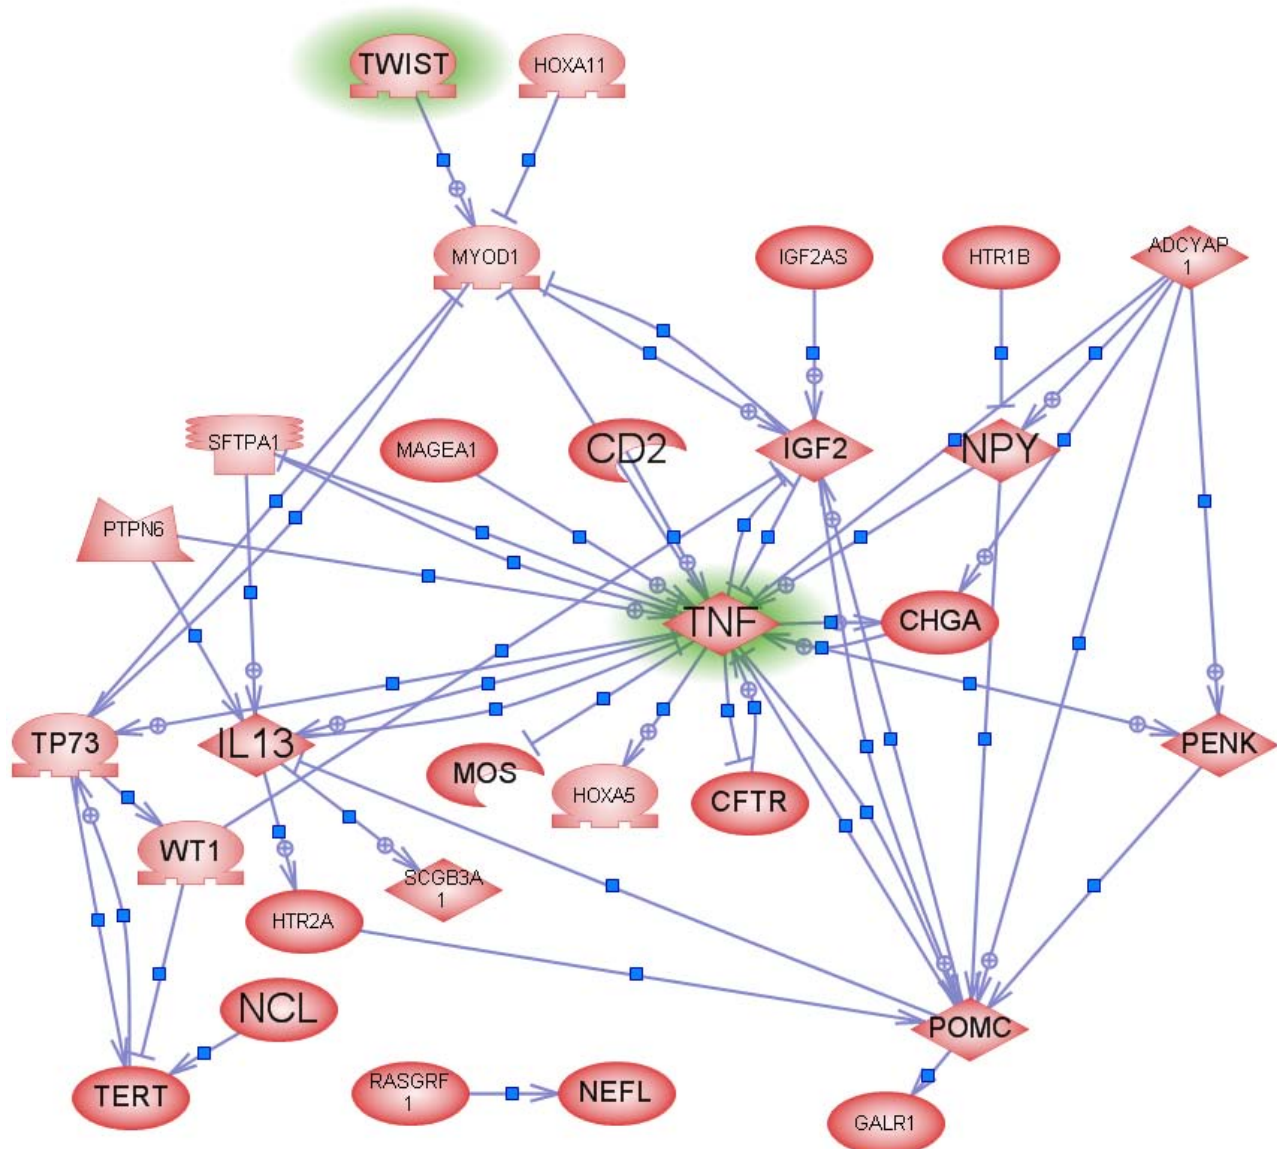 TWIST
HOXA11
MYOD1
IGF2AS
HTR1B
ADCYAP
1
SFTPA1
MAGEA1
CD2
IGF2
NPY
PTPN6
TNF
CHGA
TP73
IL13
MOS
HOXA5
CFTR
PENK
WT1
SCGB3A
1
HTR2A
NCL
POMC
TERT
RASGRF
1
NEFL
GALR1